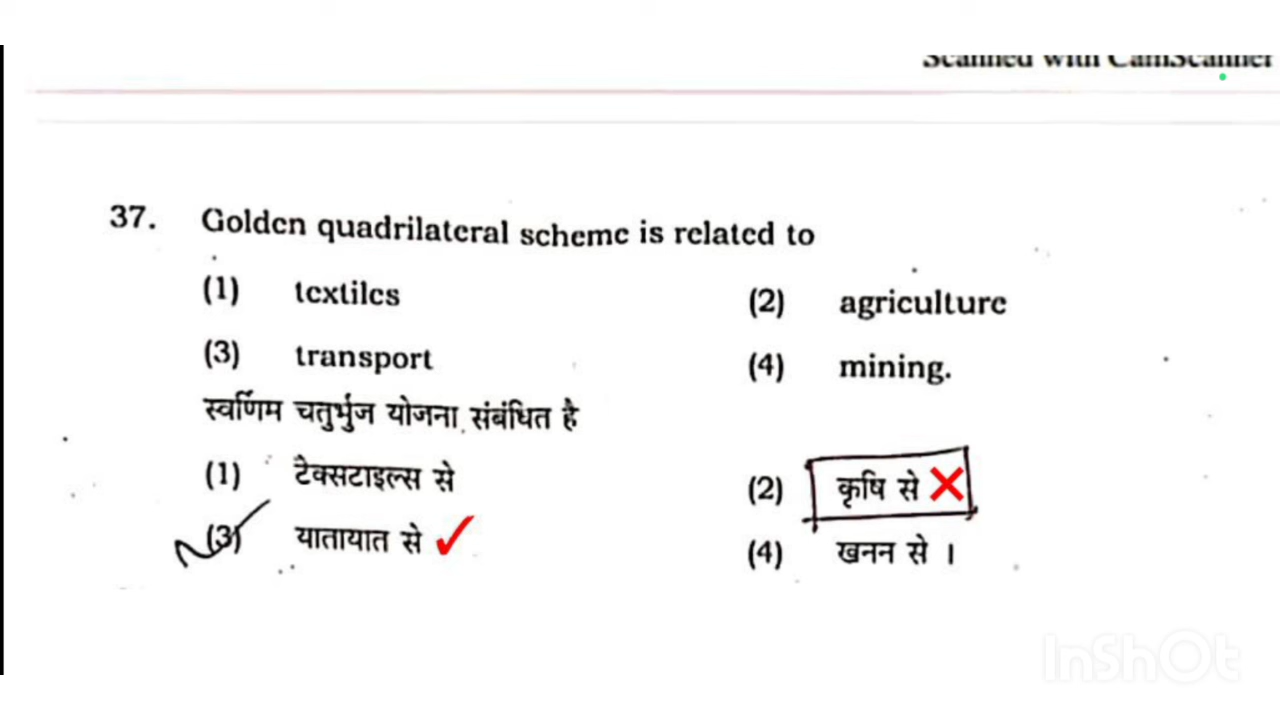 Scanned with CamScanner
37. Golden quadrilateral scheme is related to
(1) textiles (2) agriculture
(3) transport (4) mining.
स्वर्णिम चतुर्भुज योजना संबंधित है
(1) टैक्सटाइल्स से (2) कृषि से
(3) यातायात से (4) खनन से ।
InShOt